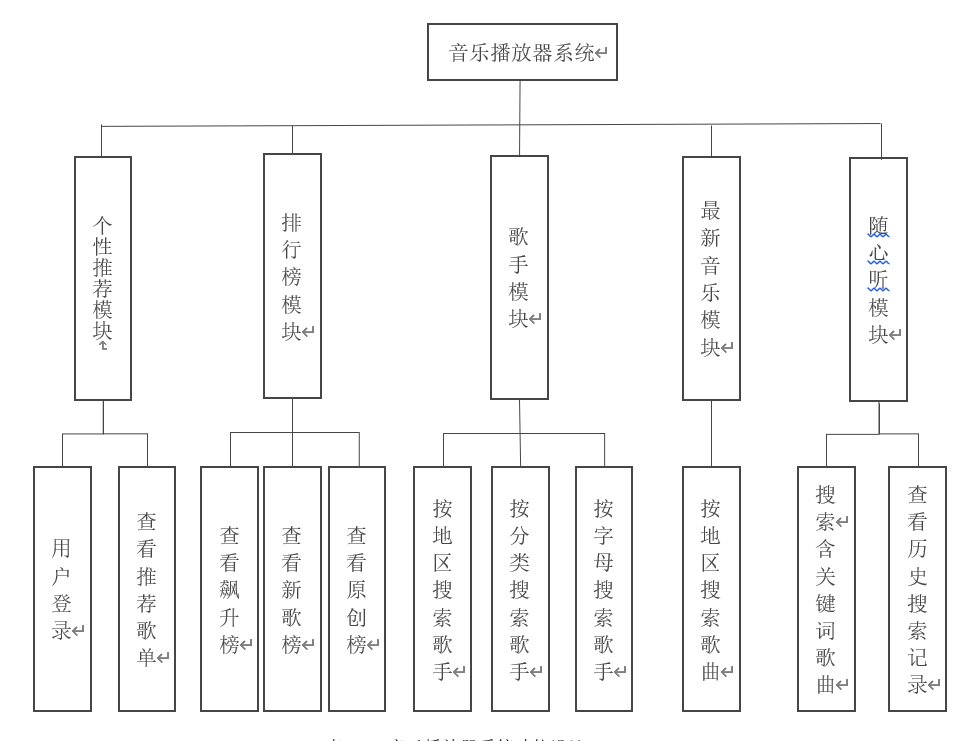 音乐播放器系统
个性推荐模块
排行榜模块
歌手模块
最新音乐模块
随心听模块
用户登录
查看推荐歌单
查看飙升榜
查看新歌榜
查看原创榜
按地区搜索歌手
按分类搜索歌手
按字母搜索歌手
按地区搜索歌曲
搜索含关键词歌曲
查看历史搜索记录